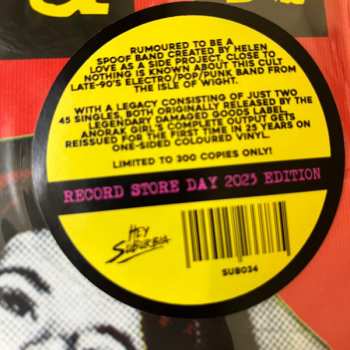 RUMOURED TO BE A
SPOOF BAND CREATED BY HELEN
LOVE AS A SIDE PROJECT, CLOSE TO
NOTHING IS KNOWN ABOUT THIS CULT
LATE-90'S ELECTRO/POP/PUNK BAND FROM
THE ISLE OF WIGHT.
WITH A LEGACY CONSISTING OF JUST TWO
45 SINGLES, BOTH ORIGINALLY RELEASED BY THE
LEGENDARY DAMAGED GOODS LABEL,
ANORAK GIRL'S COMPLETE OUTPUT GETS
REISSUED FOR THE FIRST TIME IN 25 YEARS ON
ONE-SIDED COLOURED VINYL.
LIMITED TO 300 COPIES ONLY!
RECORD STORE DAY 2023 EDITION
HEY
SUBURBIA
SUB034